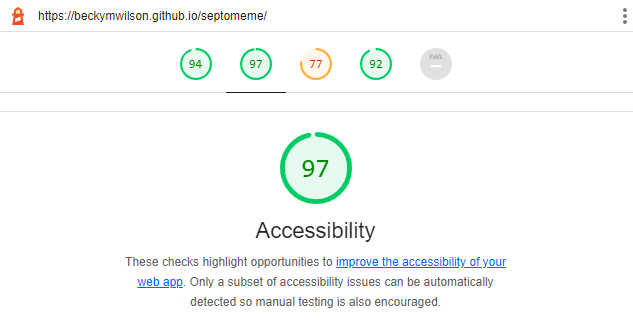 https://beckymwilson.github.io/septomeme/
94 97 77 92 PWA
97
Accessibility
These checks highlight opportunities to improve the accessibility of your
web app. Only a subset of accessibility issues can be automatically
detected so manual testing is also encouraged.